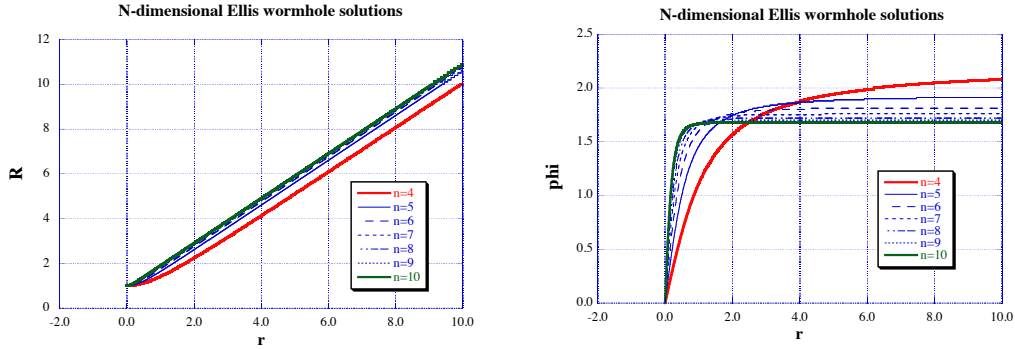 N-dimensional Ellis wormhole solutions
12
10
8
6
4
2
0
R
-2.0 0.0 2.0 4.0 6.0 8.0 10.0
r
n=4
n=5
n=6
n=7
n=8
n=9
n=10
N-dimensional Ellis wormhole solutions
2.5
2.0
1.5
1.0
0.5
0.0
phi
-2.0 0.0 2.0 4.0 6.0 8.0 10.0
r
n=4
n=5
n=6
n=7
n=8
n=9
n=10